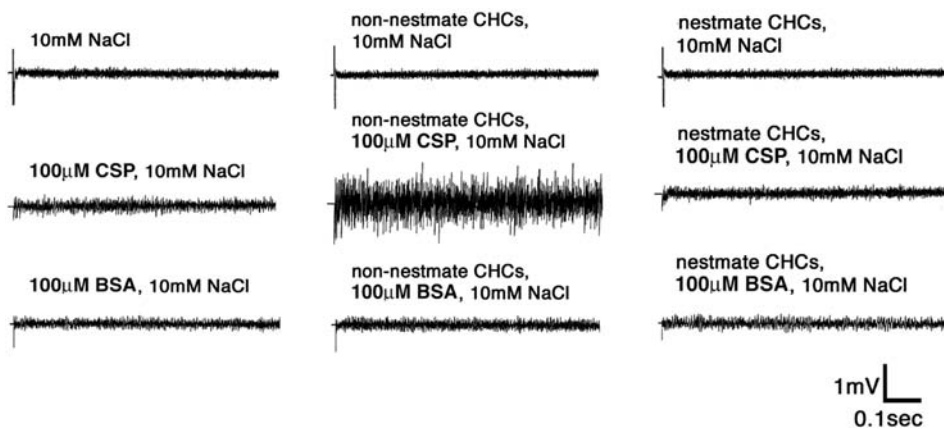 10mM NaCl
non-nestmate CHCs,
10mM NaCl
nestmate CHCs,
10mM NaCl
100µM CSP, 10mM NaCl
non-nestmate CHCs,
100µM CSP, 10mM NaCl
nestmate CHCs,
100µM CSP, 10mM NaCl
100µM BSA, 10mM NaCl
non-nestmate CHCs,
100µM BSA, 10mM NaCl
nestmate CHCs,
100µM BSA, 10mM NaCl
1mV
0.1sec